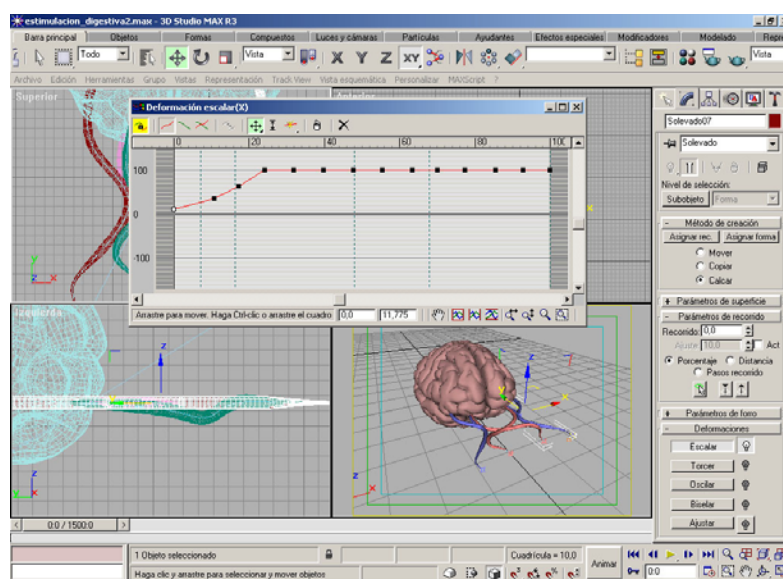 estimulacion_digestiva2.max - 3D Studio MAX R3
Barra principal Objetos Formas Compuestos Luces y cámaras Partículas Ayudantes Efectos especiales Modificadores Modelado
Todo Vista X Y Z XY Vista
Archivo Edición Herramientas Grupo Vistas Representación Track View Vista esquemática Personalizar MAXScript ?
Superior
Deformación escalar(X)
0 20 40 60 80 100
100
0
-100
Arrastre para mover. Haga Ctrl-clic o arrastre el cuadro 0,0 11,775
Izquierda
Solevado07
Solevado
Nivel de selección:
Subobjeto Forma
- Método de creación
Asignar rec. Asignar forma
Mover
Copiar
Calcar
+ Parámetros de superficie
- Parámetros de recorrido
Recorrido: 0,0
Ajuste: 10,0 Act
Porcentaje Distancia
Pasos recorrido
+ Parámetros de forro
- Deformaciones
Escalar
Torcer
Oscilar
Biselar
Ajustar
0:0 / 1500:0
1 Objeto seleccionado Cuadrícula = 10,0 Animar
Haga clic y arrastre para seleccionar y mover objetos 0:0